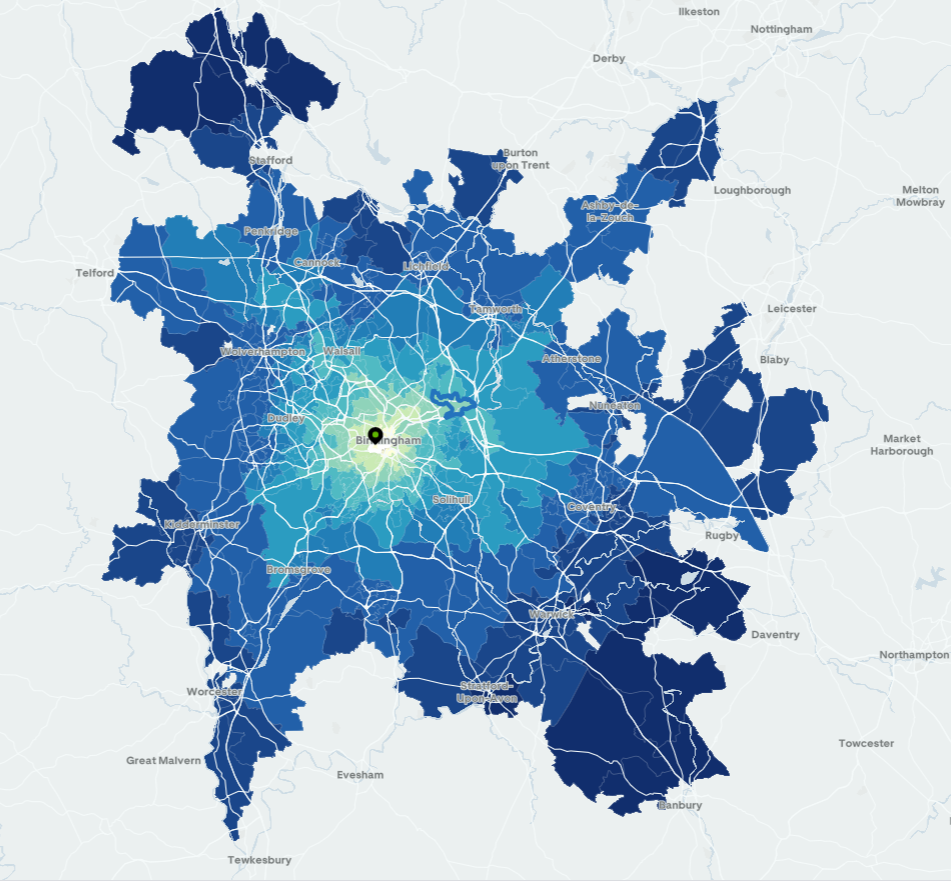 Ilkeston
Nottingham
Derby
Burton
upon Trent
Stafford
Loughborough
Melton
Mowbray
Ashby-de-
la-Zouch
Penkridge
Cannock
Lichfield
Telford
Tamworth
Leicester
Wolverhampton
Walsall
Atherstone
Blaby
Nuneaton
Dudley
Birmingham
Market
Harborough
Solihull
Coventry
Kidderminster
Rugby
Bromsgrove
Warwick
Daventry
Northampton
Worcester
Stratford-
Upon-Avon
Towcester
Great Malvern
Evesham
Banbury
Tewkesbury